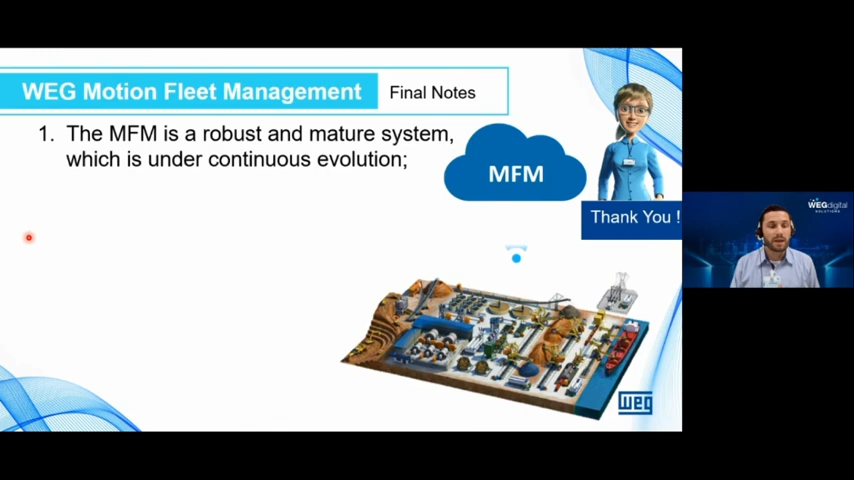 WEG Motion Fleet Management Final Notes
1. The MFM is a robust and mature system,
which is under continuous evolution;
MFM
Thank You !
WEGdigital
SOLUTIONS
weg